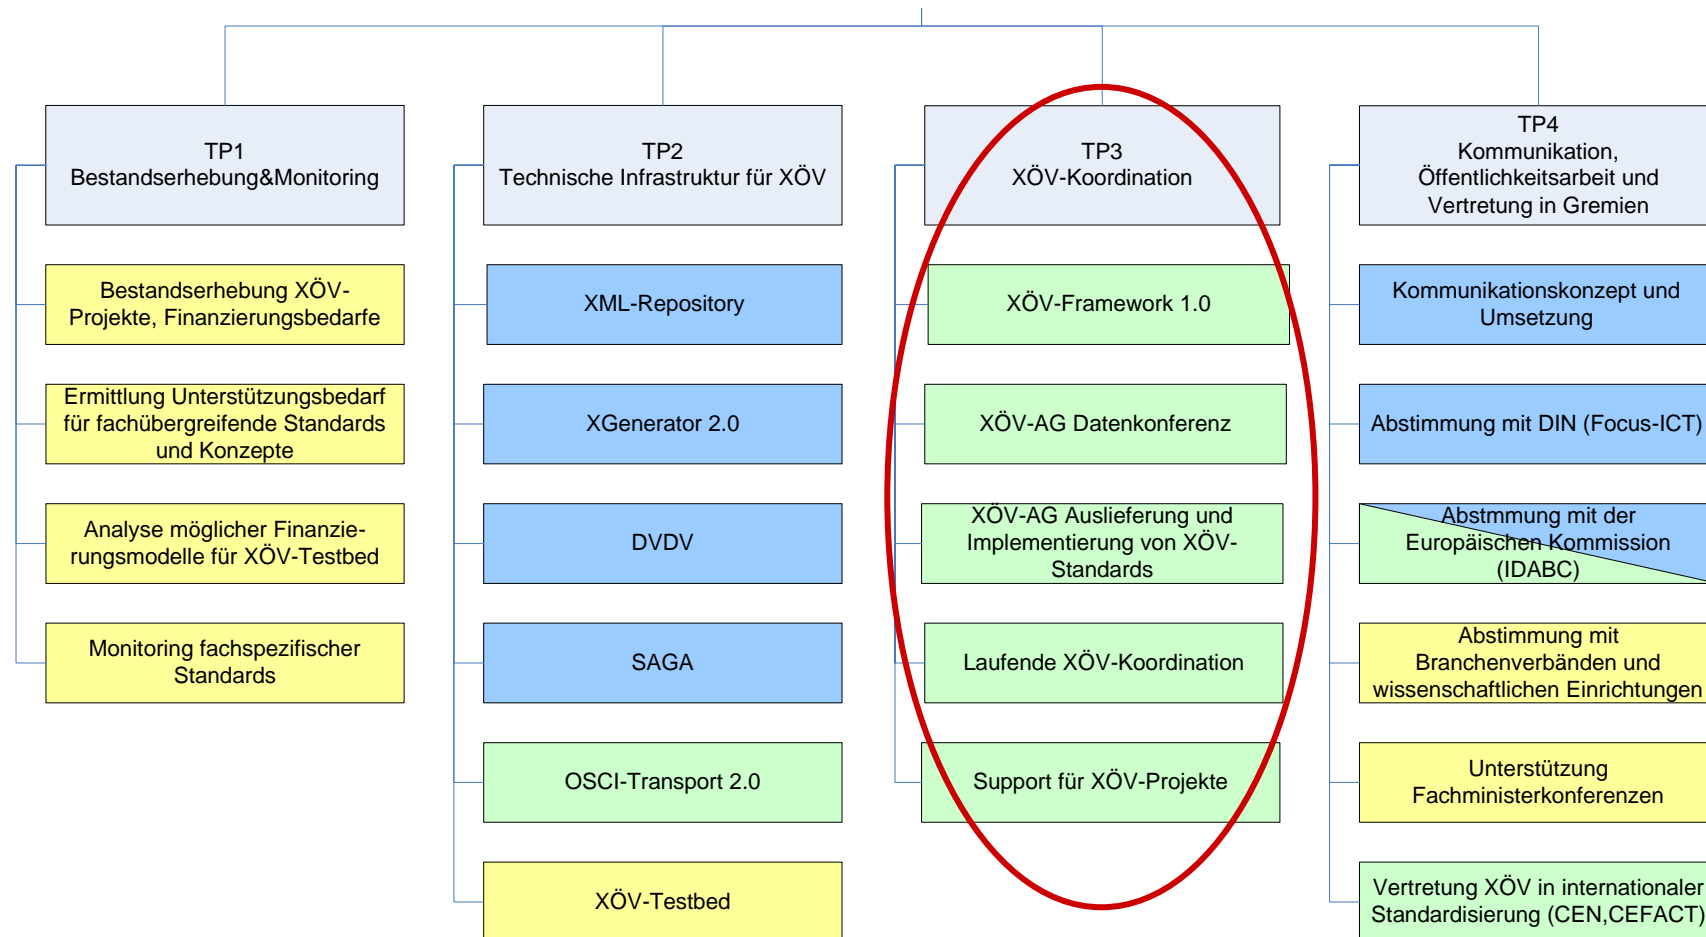 TP1
Bestandserhebung&Monitoring
Bestandserhebung XÖV-
Projekte, Finanzierungsbedarfe
Ermittlung Unterstützungsbedarf
für fachübergreifende Standards
und Konzepte
Analyse möglicher Finanzie-
rungsmodelle für XÖV-Testbed
Monitoring fachspezifischer
Standards
TP2
Technische Infrastruktur für XÖV
XML-Repository
XGenerator 2.0
DVDV
SAGA
OSCI-Transport 2.0
XÖV-Testbed
TP3
XÖV-Koordination
XÖV-Framework 1.0
XÖV-AG Datenkonferenz
XÖV-AG Auslieferung und
Implementierung von XÖV-
Standards
Laufende XÖV-Koordination
Support für XÖV-Projekte
TP4
Kommunikation,
Öffentlichkeitsarbeit und
Vertretung in Gremien
Kommunikationskonzept und
Umsetzung
Abstimmung mit DIN (Focus-ICT)
Abstmmung mit der
Europäischen Kommission
(IDABC)
Abstimmung mit
Branchenverbänden und
wissenschaftlichen Einrichtungen
Unterstützung
Fachministerkonferenzen
Vertretung XÖV in internationaler
Standardisierung (CEN,CEFACT)